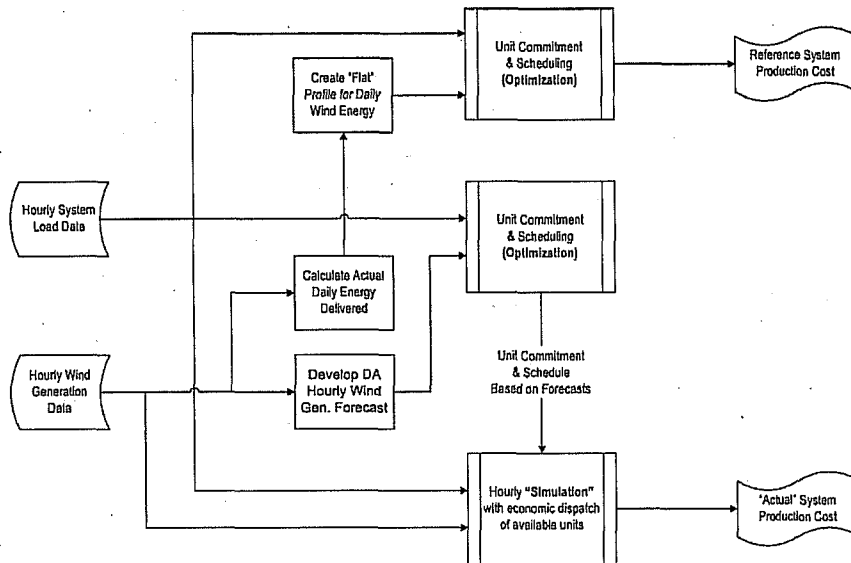 Unit Commitment
& Scheduling
(Optimization)
Reference System
Production Cost
Create "Flat"
Profile for Daily
Wind Energy
Hourly System
Load Data
Unit Commitment
& Scheduling
(Optimization)
Calculate Actual
Daily Energy
Delivered
Hourly Wind
Generation
Data
Develop DA
Hourly Wind
Gen. Forecast
Unit Commitment
& Schedule
Based on Forecasts
Hourly "Simulation"
with economic dispatch
of available units
"Actual" System
Production Cost